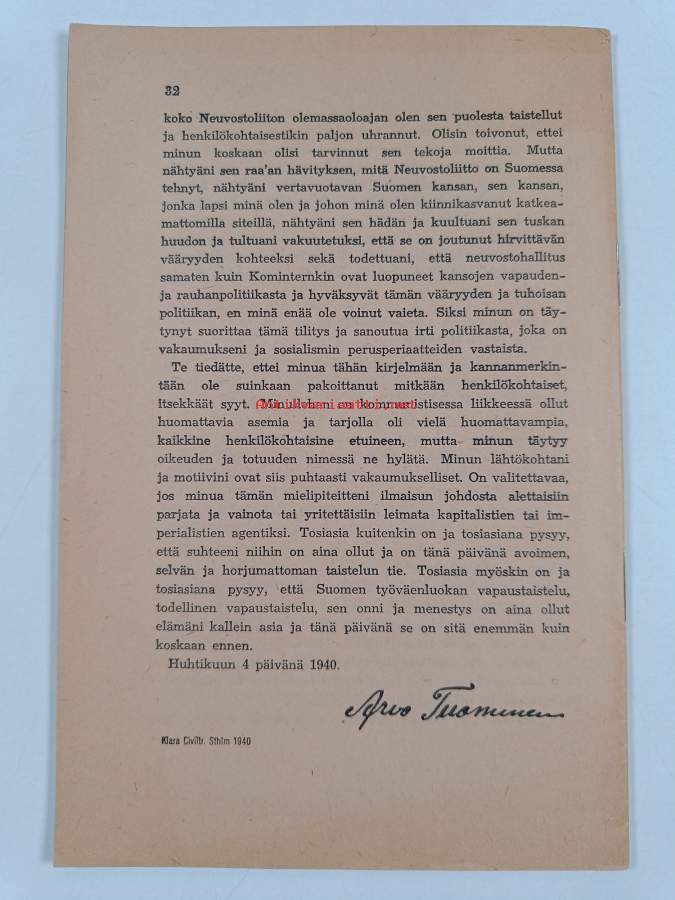 32
koko Neuvostoliiton olemassaoloajan olen sen puolesta taistellut
ja henkilökohtaisestikin paljon uhrannut. Olisin toivonut, ettei
minun koskaan olisi tarvinnut sen tekoja moittia. Mutta
nähtyäni sen raa'an hävityksen, mitä Neuvostoliitto on Suomessa
tehnyt, nähtyäni vertavuotavan Suomen kansan, sen kansan,
jonka lapsi minä olen ja johon minä olen kiinnikasvanut katkea-
mattomilla siteillä, nähtyäni sen hädän ja kuultuani sen tuskan
huudon ja tultuani vakuutetuksi, että se on joutunut hirvittävän
vääryyden kohteeksi sekä todettuani, että neuvostohallitus
samaten kuin Kominternkin ovat luopuneet kansojen vapauden-
ja rauhanpolitiikasta ja hyväksyvät tämän vääryyden ja tuhoisan
politiikan, en minä enää ole voinut vaieta. Siksi minun on täy-
tynyt suorittaa tämä tilitys ja sanoutua irti politiikasta, joka on
vakaumukseni ja sosialismin perusperiaatteiden vastaista.
Te tiedätte, ettei minua tähän kirjelmään ja kannanmerkin-
tään ole suinkaan pakoittanut mitkään henkilökohtaiset,
itsekkäät syyt. Minullahan on kommunistisessa liikkeessä ollut
huomattavia asemia ja tarjolla oli vielä huomattavampia,
kaikkine henkilökohtaisine etuineen, mutta minun täytyy
oikeuden ja totuuden nimessä ne hylätä. Minun lähtökohtani
ja motiivini ovat siis puhtaasti vakaumukselliset. On valitettavaa,
jos minua tämän mielipiteitteni ilmaisun johdosta alettaisiin
parjata ja vainota tai yritettäisiin leimata kapitalistien tai im-
perialistien agentiksi. Tosiasia kuitenkin on ja tosiasiana pysyy,
että suhteeni niihin on aina ollut ja on tänä päivänä avoimen,
selvän ja horjumattoman taistelun tie. Tosiasia myöskin on ja
tosiasiana pysyy, että Suomen työväenluokan vapaustaistelu,
todellinen vapaustaistelu, sen onni ja menestys on aina ollut
elämäni kallein asia ja tänä päivänä se on sitä enemmän kuin
koskaan ennen.
Huhtikuun 4 päivänä 1940.
Arvo Tuominen
Klara Civiltr. Sthlm 1940